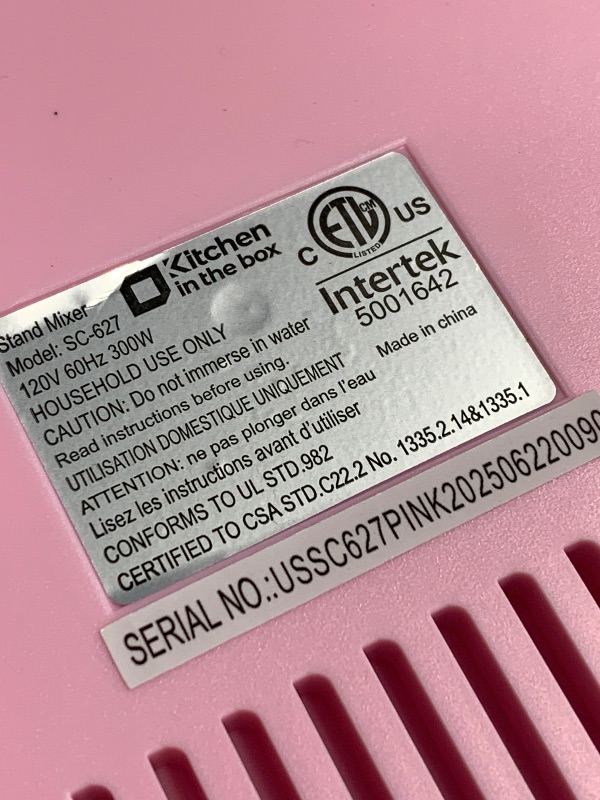 Kitchen
in the box
C ETL CM LISTED US
Intertek
5001642
Stand Mixer
Model: SC-627
120V 60Hz 300W
HOUSEHOLD USE ONLY
CAUTION: Do not immerse in water
Read instructions before using.
Made in china
UTILISATION DOMESTIQUE UNIQUEMENT
ATTENTION: ne pas plonger dans l'eau
Lisez les instructions avant d'utiliser
CONFORMS TO UL STD.982
CERTIFIED TO CSA STD.C22.2 No. 1335.2.14&1335.1
SERIAL NO.:USSC627PINK20250622009